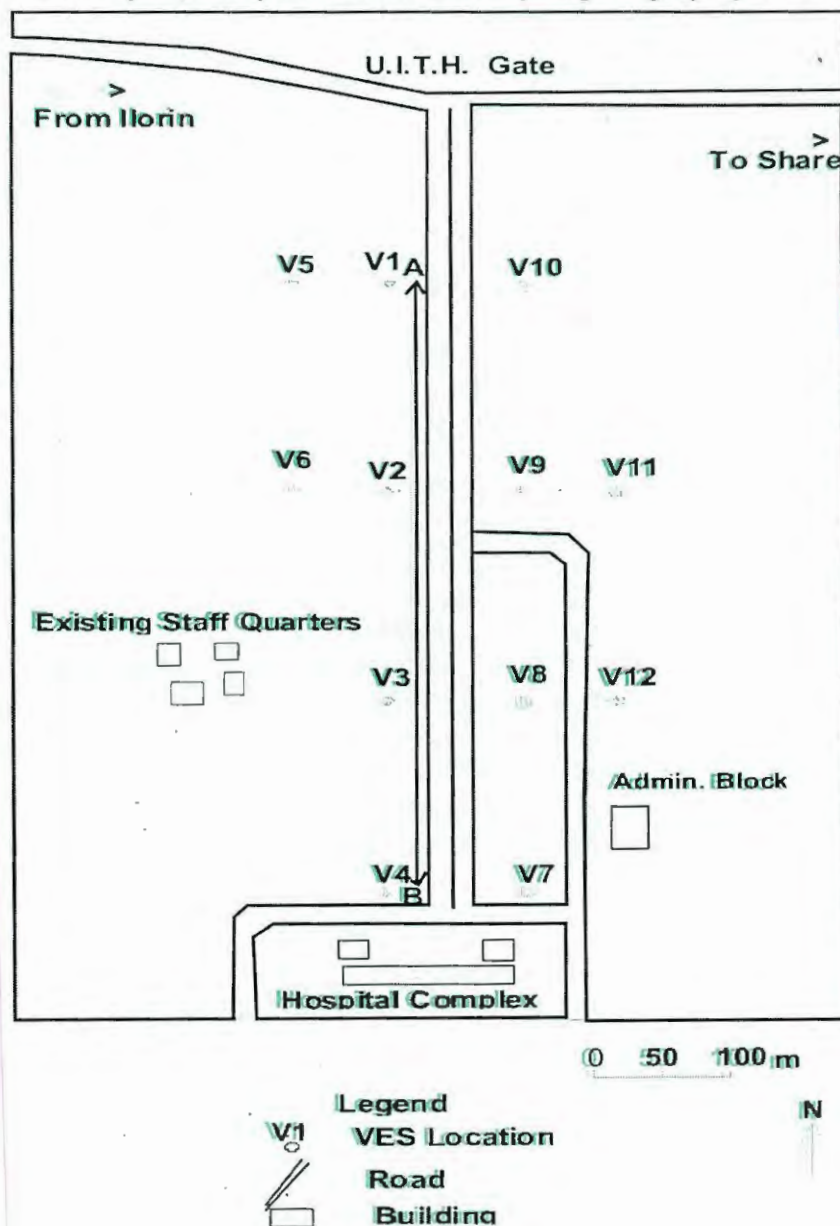 U.I.T.H. Gate
>
From Ilorin
>
To Share
V5 V1 A V10
V6 V2 V9 V11
Existing Staff Quarters
V3 V8 V12
Admin. Block
V4 B V7
Hospital Complex
0 50 100 m
Legend
N
V1 VES Location
Road
Building